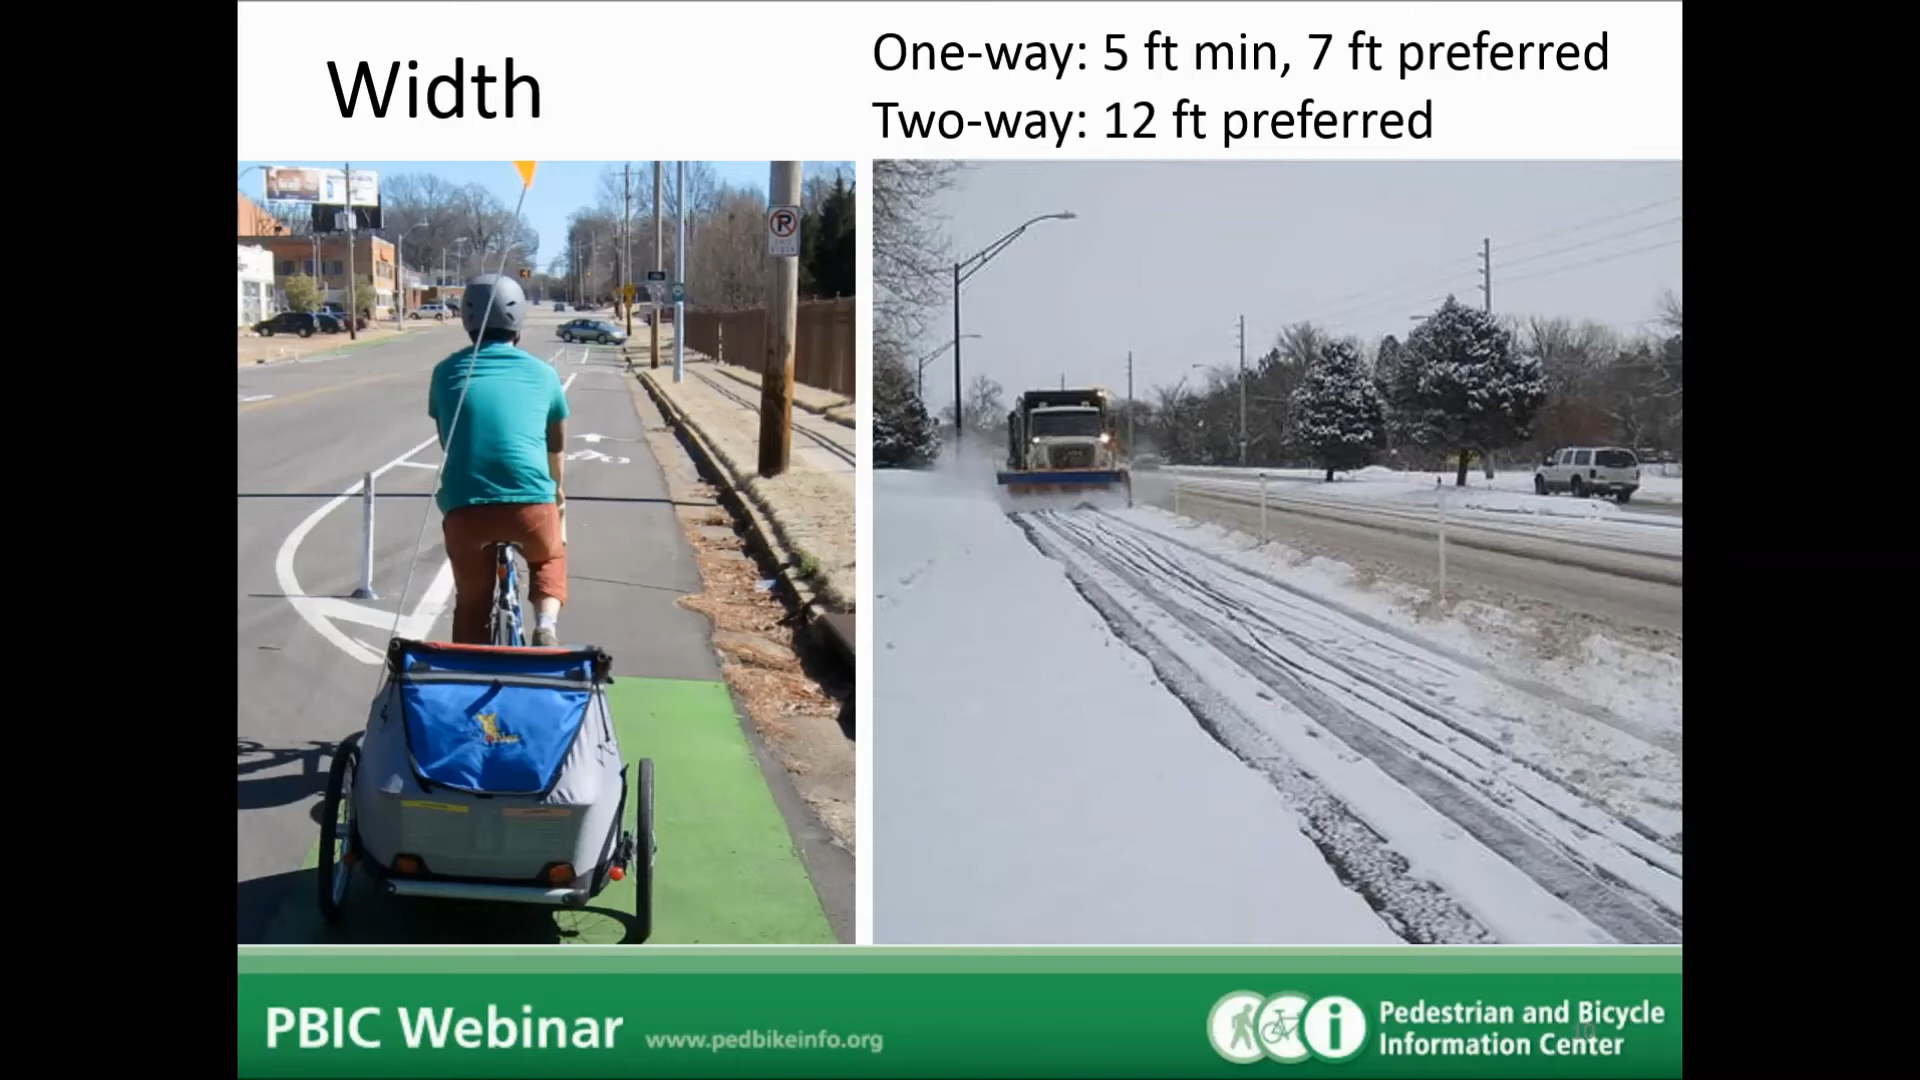 Width
One-way: 5 ft min, 7 ft preferred
Two-way: 12 ft preferred
PBIC Webinar
www.pedbikeinfo.org
Pedestrian and Bicycle
Information Center
10